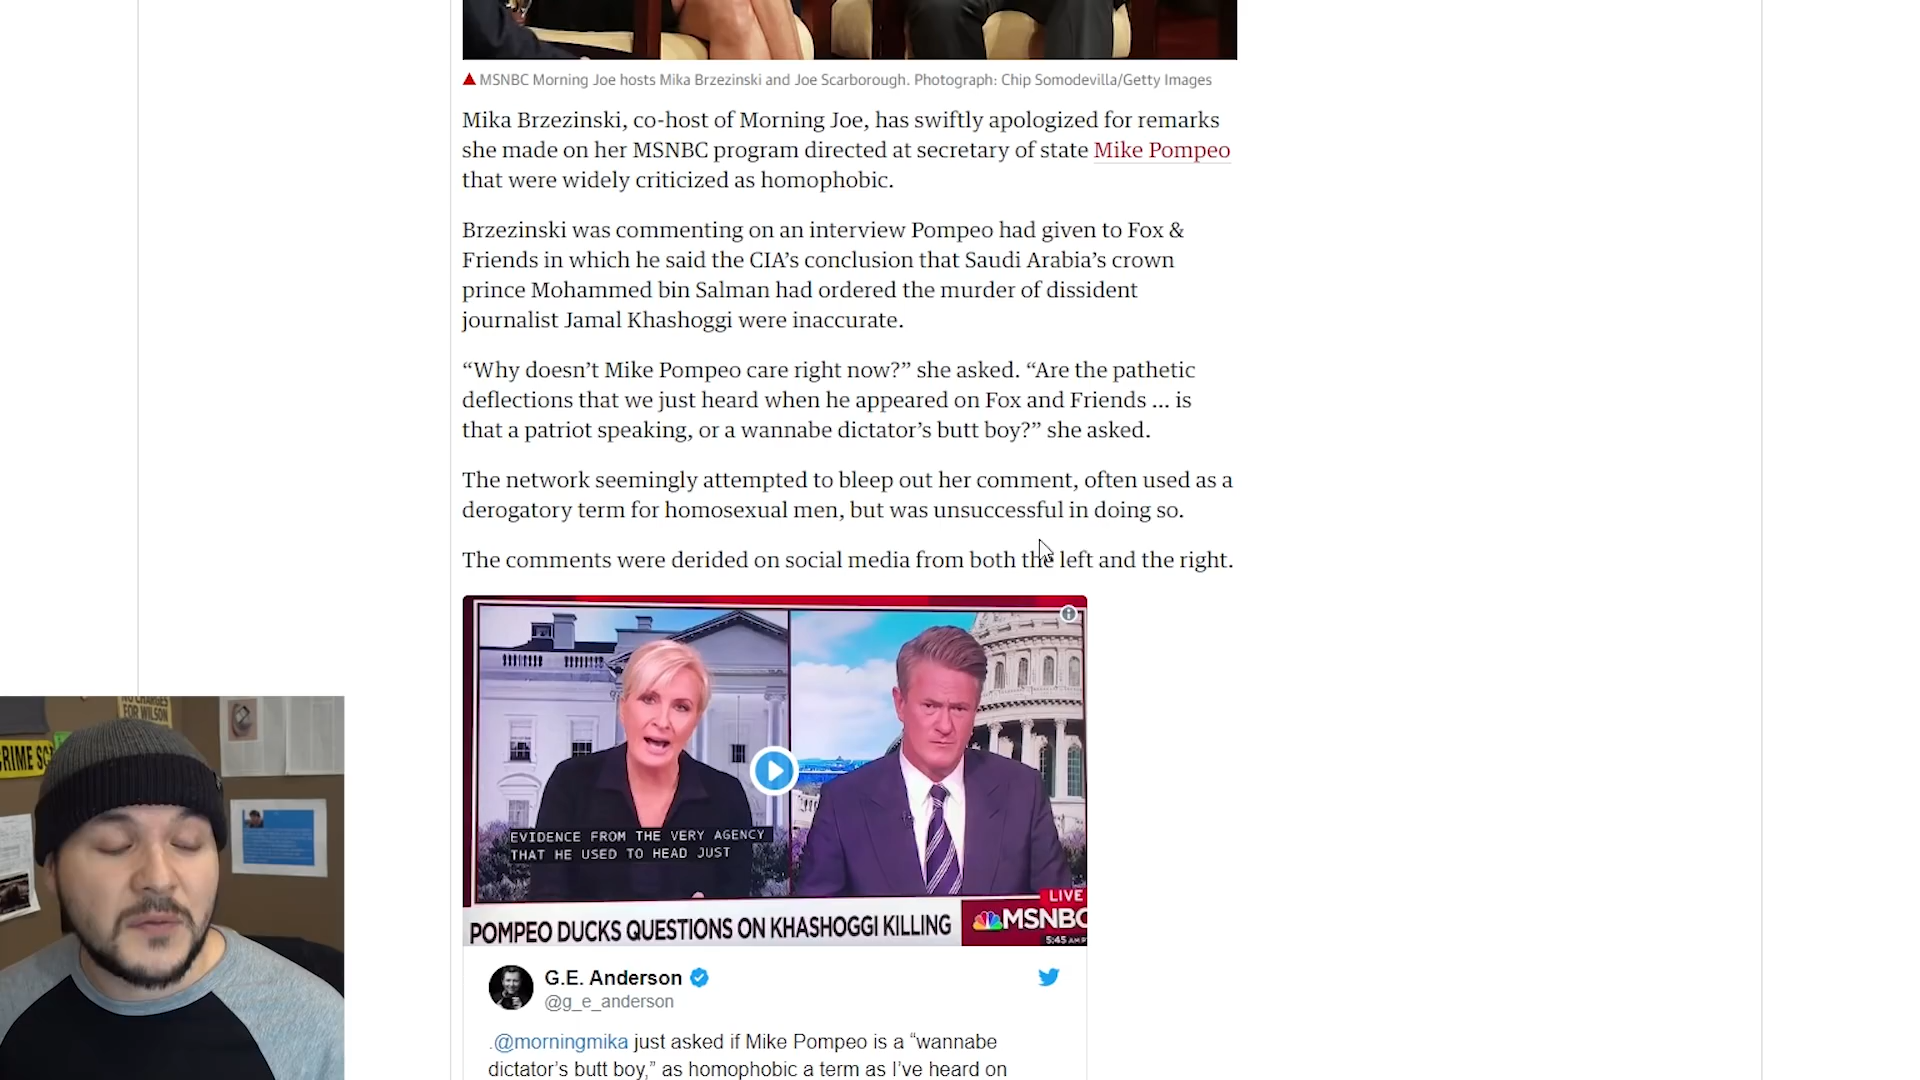 MSNBC Morning Joe hosts Mika Brzezinski and Joe Scarborough. Photograph: Chip Somodevilla/Getty Images
Mika Brzezinski, co-host of Morning Joe, has swiftly apologized for remarks
she made on her MSNBC program directed at secretary of state Mike Pompeo
that were widely criticized as homophobic.
Brzezinski was commenting on an interview Pompeo had given to Fox &
Friends in which he said the CIA’s conclusion that Saudi Arabia’s crown
prince Mohammed bin Salman had ordered the murder of dissident
journalist Jamal Khashoggi were inaccurate.
“Why doesn’t Mike Pompeo care right now?” she asked. “Are the pathetic
deflections that we just heard when he appeared on Fox and Friends ... is
that a patriot speaking, or a wannabe dictator’s butt boy?” she asked.
The network seemingly attempted to bleep out her comment, often used as a
derogatory term for homosexual men, but was unsuccessful in doing so.
The comments were derided on social media from both the left and the right.
EVIDENCE FROM THE VERY AGENCY
THAT HE USED TO HEAD JUST
LIVE
POMPEO DUCKS QUESTIONS ON KHASHOGGI KILLING
MSNBC
5:45 AM
G.E. Anderson
@g_e_anderson
.@morningmika just asked if Mike Pompeo is a “wannabe
dictator’s butt boy,” as homophobic a term as I’ve heard on
NO CHARGES
FOR WILSON
CRIME SC